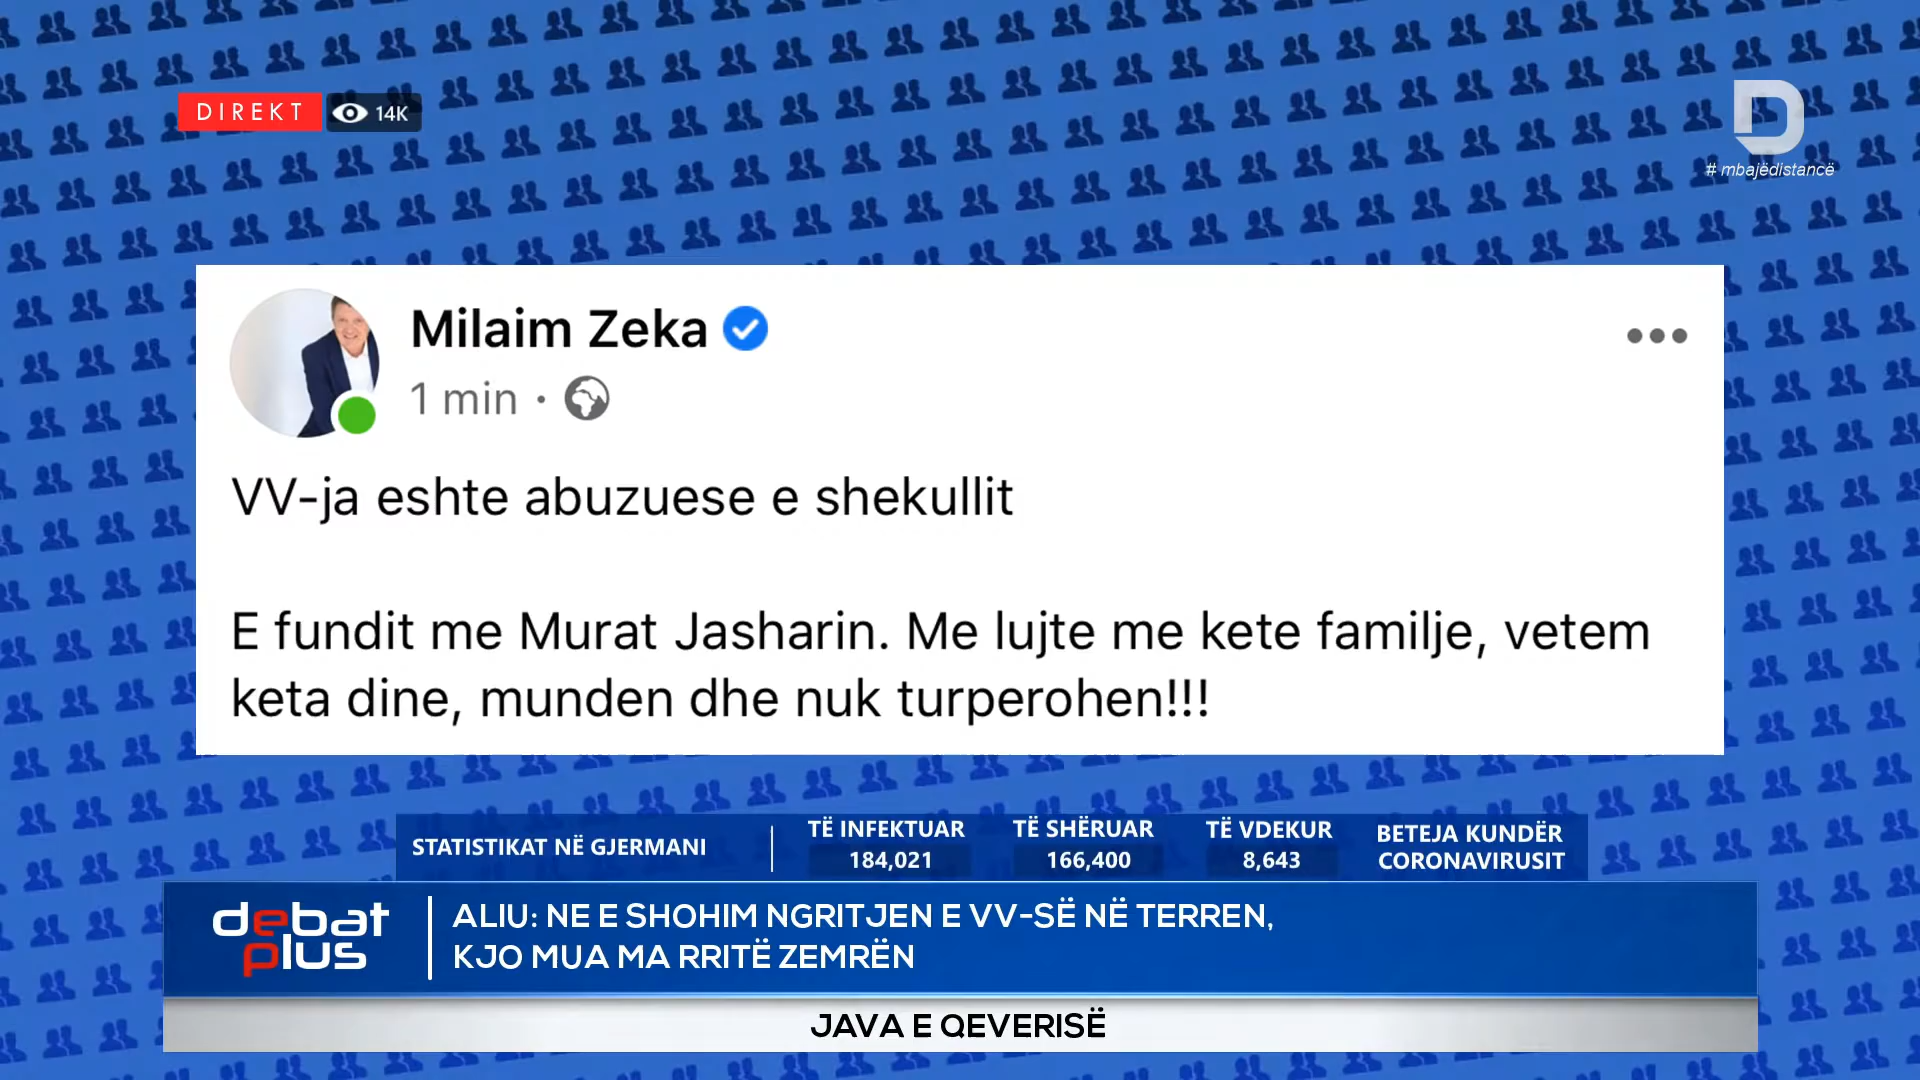 DIREKT
14K
# mbajëdistancë
Milaim Zeka
1 min ·
VV-ja eshte abuzuese e shekullit
E fundit me Murat Jasharin. Me lujte me kete familje, vetem
keta dine, munden dhe nuk turperohen!!!
STATISTIKAT NË GJERMANI
TË INFEKTUAR
184,021
TË SHËRUAR
166,400
TË VDEKUR
8,643
BETEJA KUNDËR
CORONAVIRUSIT
debat
plus
ALIU: NE E SHOHIM NGRITJEN E VV-SË NË TERREN,
KJO MUA MA RRITË ZEMRËN
JAVA E QEVERISË